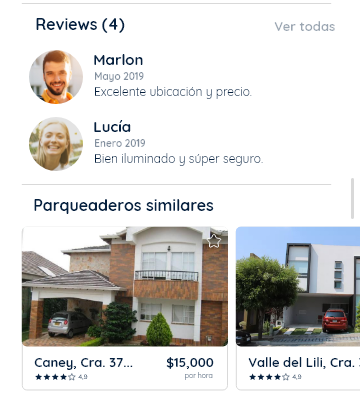 Reviews (4)
Ver todas
Marlon
Mayo 2019
Excelente ubicación y precio.
Lucía
Enero 2019
Bien iluminado y súper seguro.
Parqueaderos similares
Caney, Cra. 37...
$15,000
4,9
por hora
Valle del Lili, Cra.
4,9